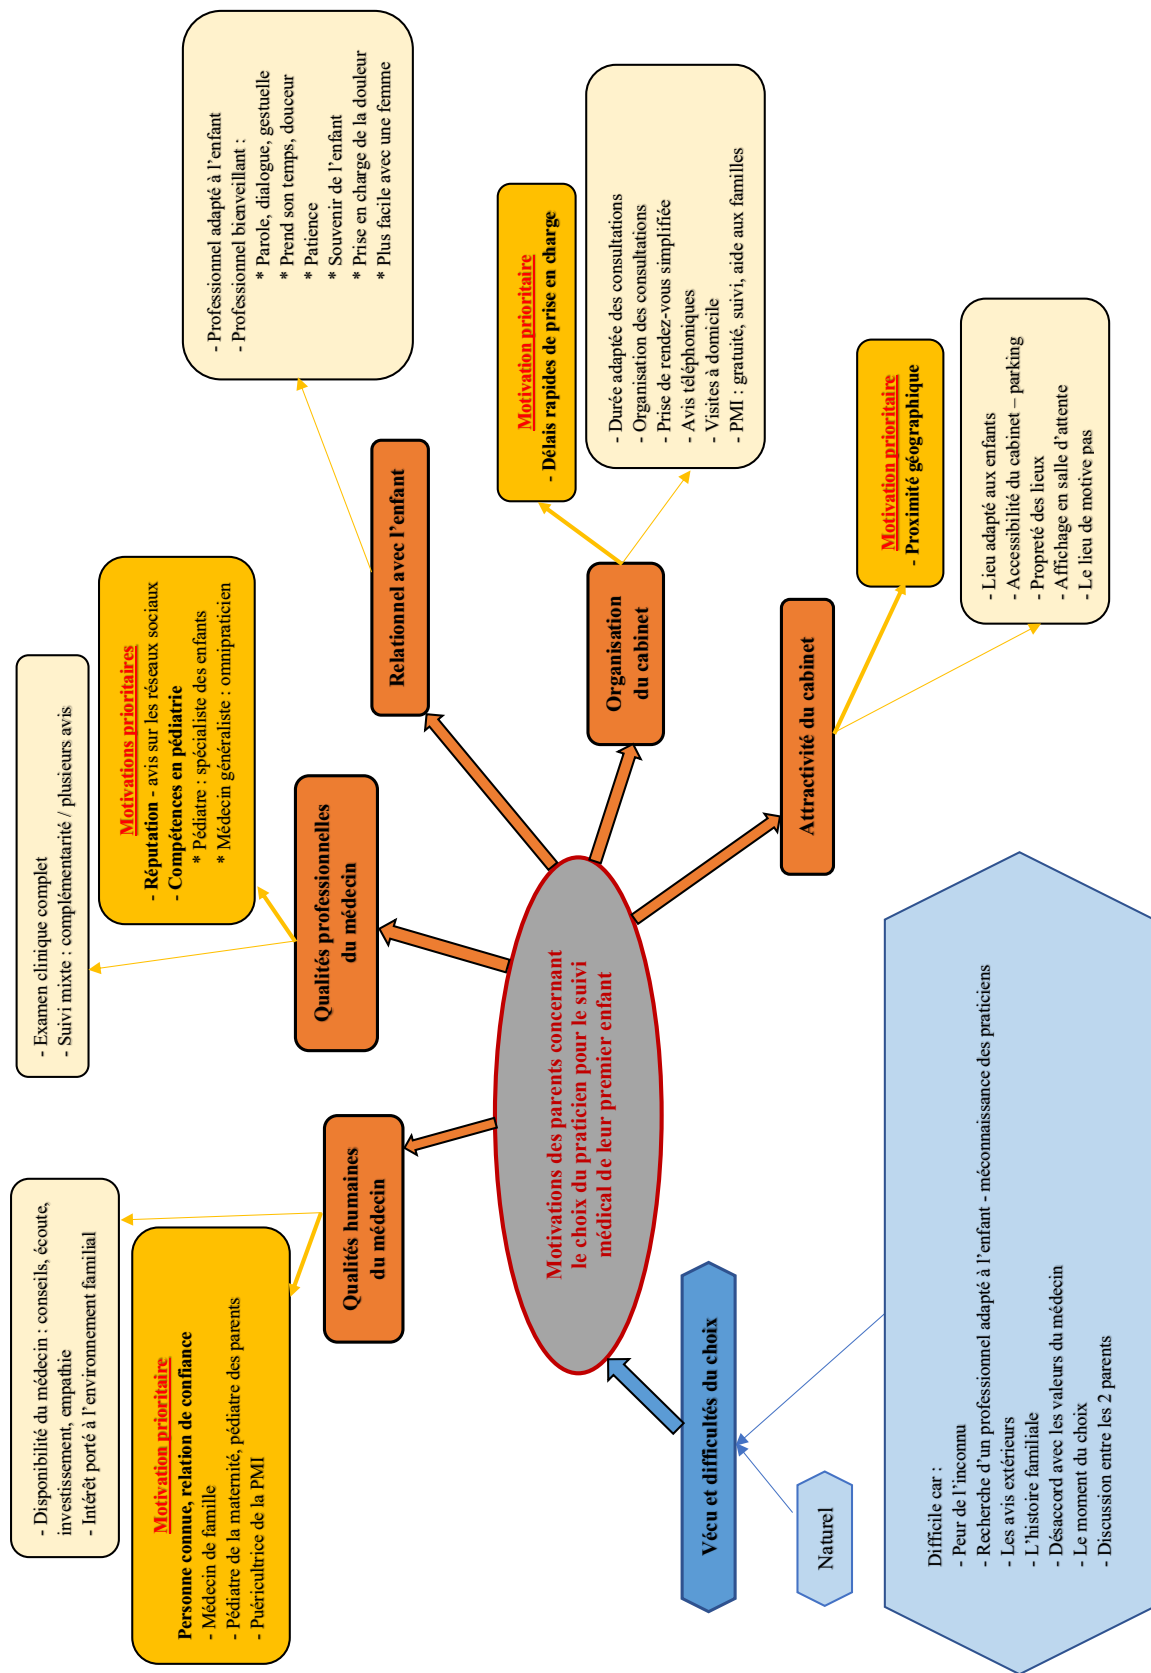 - Disponibilité du médecin : conseils, écoute,
investissement, empathie
- Intérêt porté à l'environnement familial
Motivation prioritaire
Personne connue, relation de confiance
- Médecin de famille
- Pédiatre de la maternité, pédiatre des parents
- Puéricultrice de la PMI
Qualités humaines
du médecin
- Examen clinique complet
- Suivi mixte : complémentarité / plusieurs avis
Motivations prioritaires
- Réputation - avis sur les réseaux sociaux
- Compétences en pédiatrie
* Pédiatre : spécialiste des enfants
* Médecin généraliste : omnipraticien
Qualités professionnelles
du médecin
- Professionnel adapté à l'enfant
- Professionnel bienveillant :
* Parole, dialogue, gestuelle
* Prend son temps, douceur
* Patience
* Souvenir de l'enfant
* Prise en charge de la douleur
* Plus facile avec une femme
Relationnel avec l'enfant
Motivation prioritaire
- Délais rapides de prise en charge
- Durée adaptée des consultations
- Organisation des consultations
- Prise de rendez-vous simplifiée
- Avis téléphoniques
- Visites à domicile
- PMI : gratuité, suivi, aide aux familles
Organisation
du cabinet
Motivations des parents concernant
le choix du praticien pour le suivi
médical de leur premier enfant
Attractivité du cabinet
Motivation prioritaire
- Proximité géographique
- Lieu adapté aux enfants
- Accessibilité du cabinet – parking
- Propreté des lieux
- Affichage en salle d'attente
- Le lieu de motive pas
Vécu et difficultés du choix
Naturel
Difficile car :
- Peur de l'inconnu
- Recherche d'un professionnel adapté à l'enfant - méconnaissance des praticiens
- Les avis extérieurs
- L'histoire familiale
- Désaccord avec les valeurs du médecin
- Le moment du choix
- Discussion entre les 2 parents